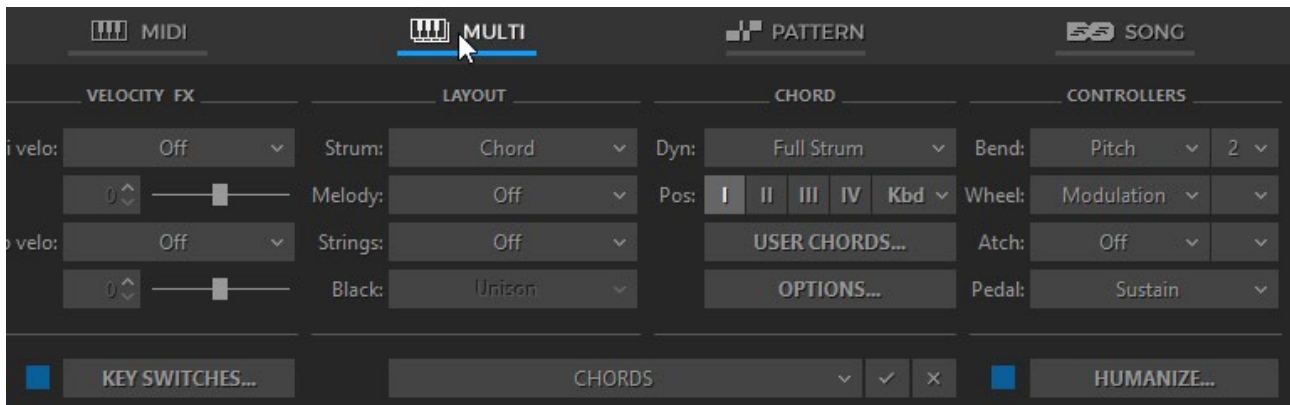 MIDI MULTI PATTERN SONG
VELOCITY FX LAYOUT CHORD CONTROLLERS
i velo: Off Strum: Chord Dyn: Full Strum Bend: Pitch 2
0 Melody: Off Pos: I II III IV Kbd Wheel: Modulation
velo: Off Strings: Off USER CHORDS... Atch: Off
0 Black: Unison OPTIONS... Pedal: Sustain
KEY SWITCHES... CHORDS HUMANIZE...